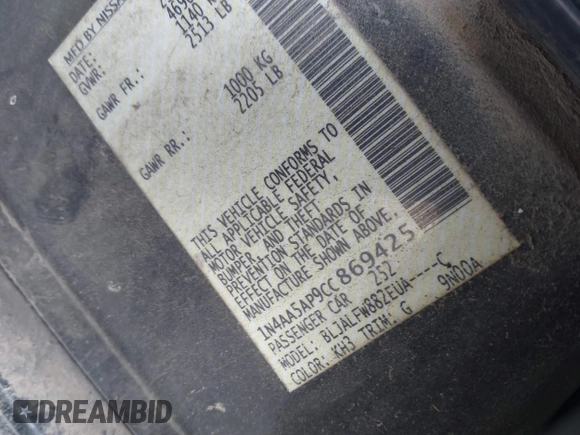 MFD BY NISSA
DATE:
GVWR:
1140 K
2513 LB
GAWR FR.:
1000 KG
2205 LB
GAWR RR.:
THIS VEHICLE CONFORMS TO
ALL APPLICABLE FEDERAL
MOTOR VEHICLE SAFETY,
BUMPER AND THEFT
PREVENTION STANDARDS IN
EFFECT ON THE DATE OF
MANUFACTURE SHOWN ABOVE.
1N4AA5AP9CC869425
PASSENGER CAR 252
MODEL: BLJALFW832EUA----C,
COLOR: KH3 TRIM: G 9N00A
DREAMBID